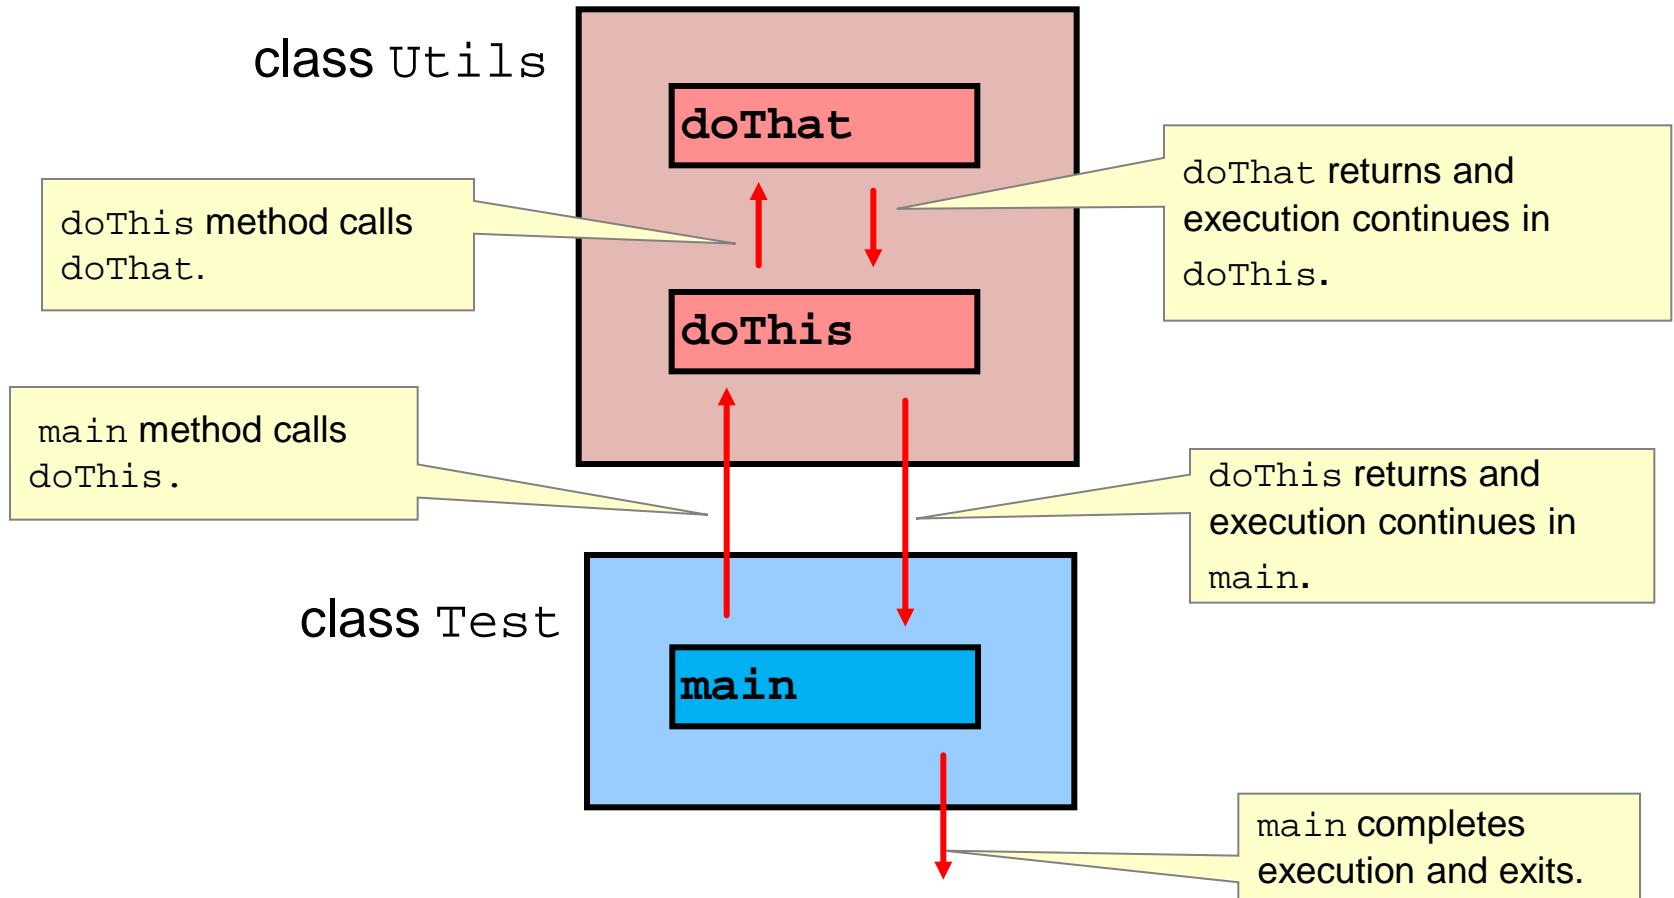 class Utils
doThat
doThat returns and
execution continues in
doThis.
doThis method calls
doThat.
doThis
main method calls
doThis.
doThis returns and
execution continues in
main.
class Test
main
main completes
execution and exits.